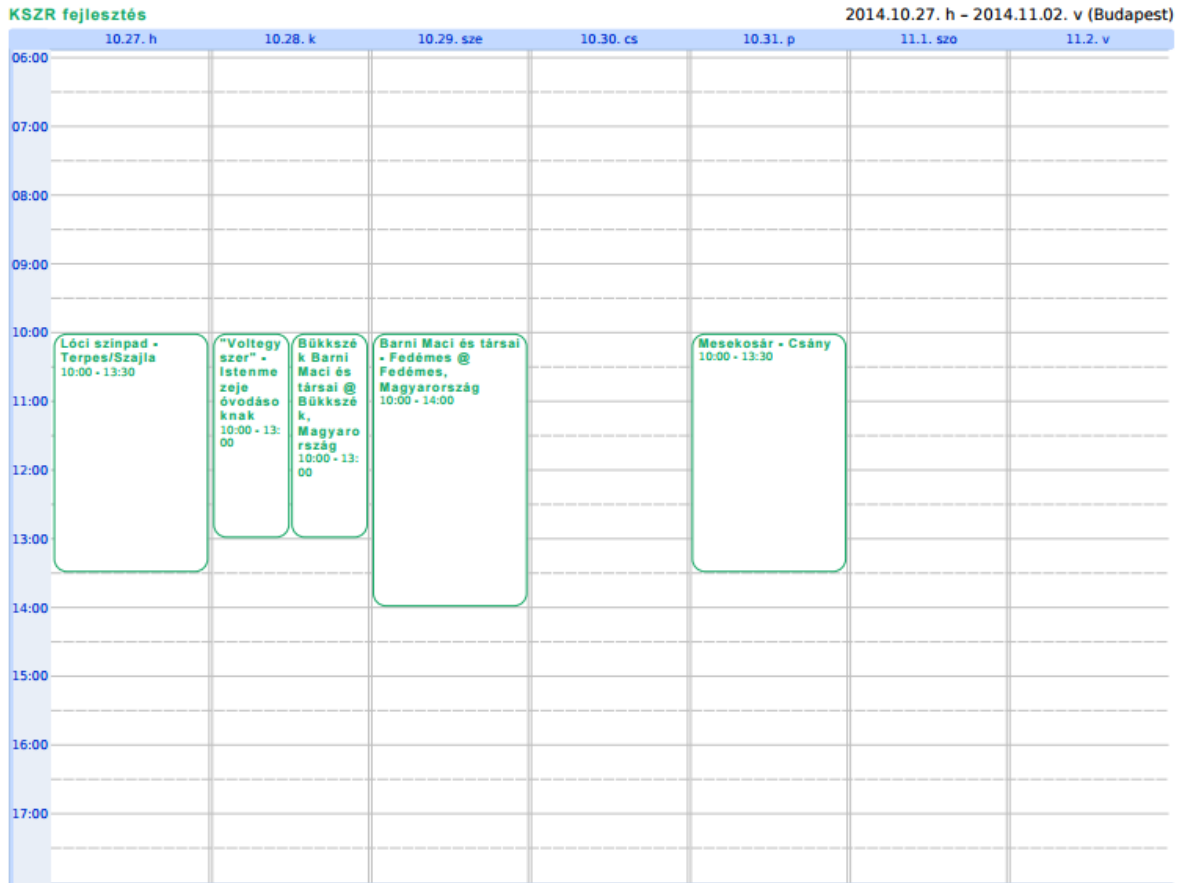 KSZR fejlesztés
2014.10.27. h – 2014.11.02. v (Budapest)
10.27. h
10.28. k
10.29. sze
10.30. cs
10.31. p
11.1. szo
11.2. v
06:00
07:00
08:00
09:00
10:00
11:00
12:00
13:00
14:00
15:00
16:00
17:00
Lóci szinpad -
Terpes/Szajla
10:00 - 13:30
"Voltegy
szer" -
Istenme
zeje
óvodáso
knak
10:00 - 13:
00
Bükkszé
k Barni
Maci és
társai @
Bükkszé
k,
Magyaro
rszág
10:00 - 13:
00
Barni Maci és társai
- Fedémes @
Fedémes,
Magyarország
10:00 - 14:00
Mesekosár - Csány
10:00 - 13:30